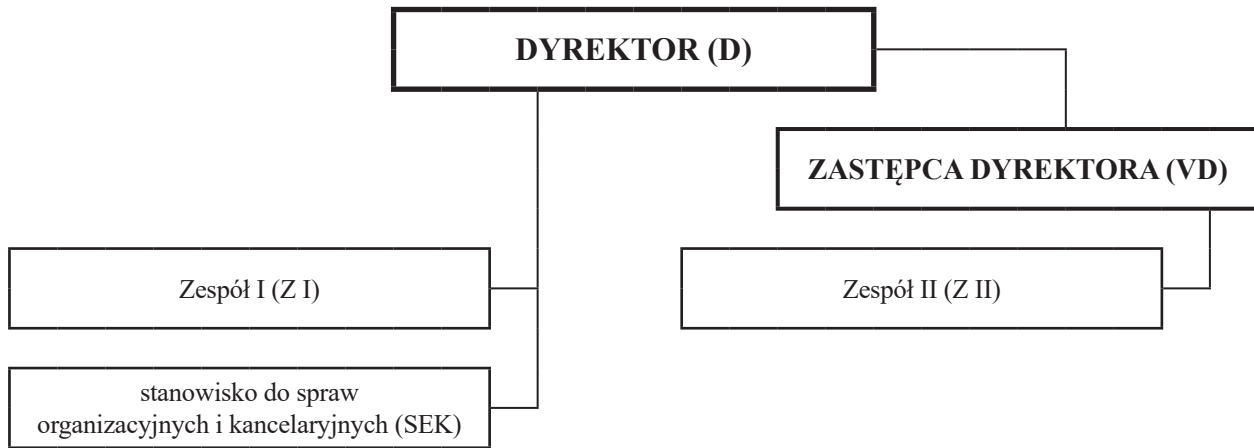 DYREKTOR (D)
ZASTĘPCA DYREKTORA (VD)
Zespół I (Z I)
Zespół II (Z II)
stanowisko do spraw
organizacyjnych i kancelaryjnych (SEK)